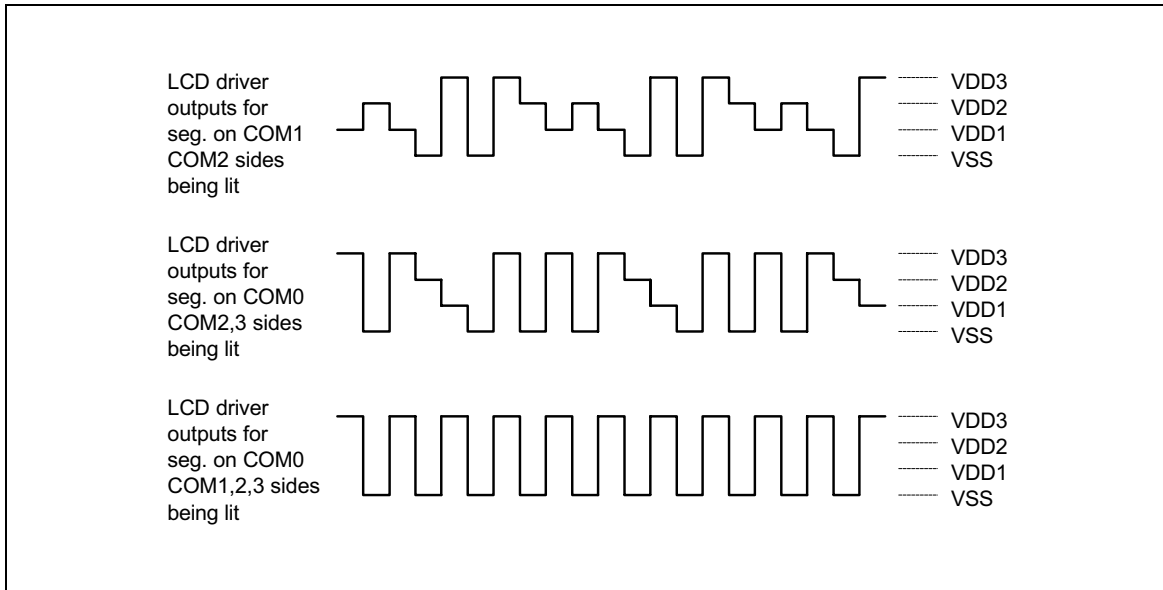 LCD driver
outputs for
seg. on COM1
COM2 sides
being lit
VDD3
VDD2
VDD1
VSS
LCD driver
outputs for
seg. on COM0
COM2,3 sides
being lit
VDD3
VDD2
VDD1
VSS
LCD driver
outputs for
seg. on COM0
COM1,2,3 sides
being lit
VDD3
VDD2
VDD1
VSS